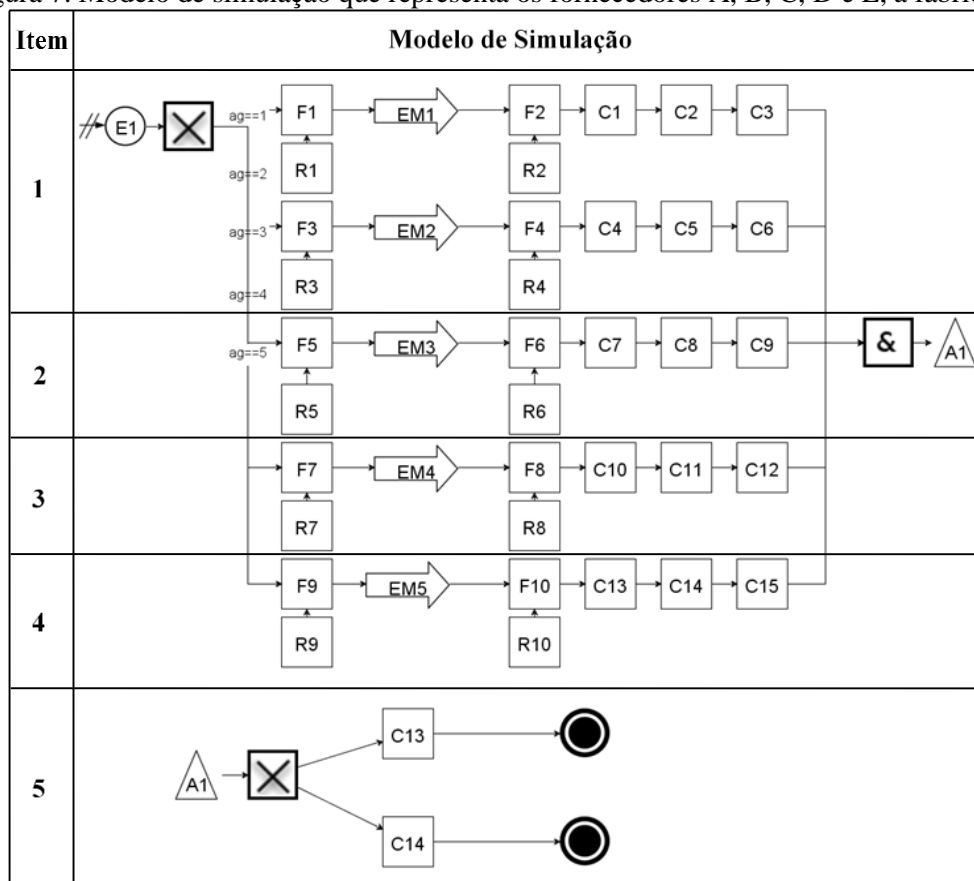 gura 7. Modelo de simulação que representa os fornecedores A, B, C, D e E, a fábri
Item Modelo de Simulação
1
E1
ag==1 F1 EM1 F2 C1 C2 C3
ag==2 R1 R2
ag==3 F3 EM2 F4 C4 C5 C6
ag==4 R3 R4
2
ag==5 F5 EM3 F6 C7 C8 C9 & A1
R5 R6
3
F7 EM4 F8 C10 C11 C12
R7 R8
4
F9 EM5 F10 C13 C14 C15
R9 R10
5
C13
A1
C14